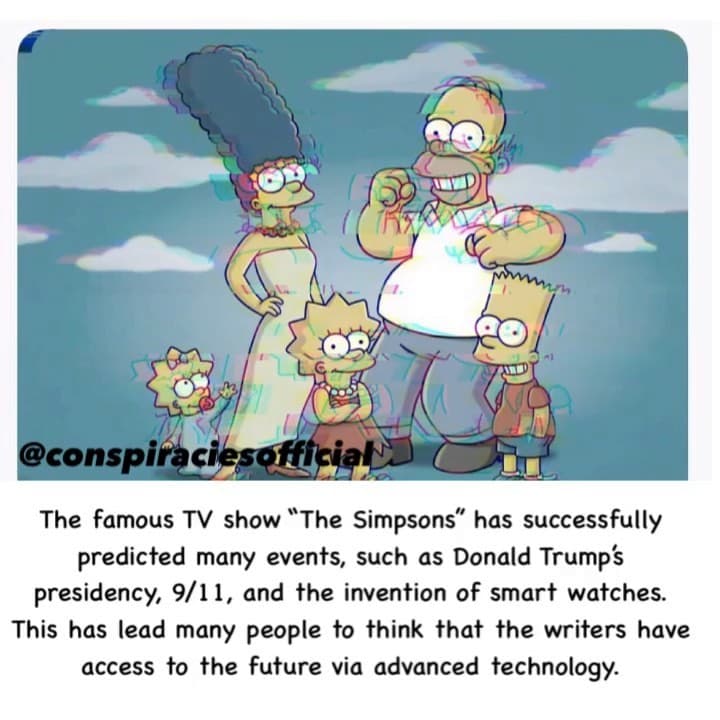 @conspiraciesofficial
The famous TV show “The Simpsons” has successfully
predicted many events, such as Donald Trump's
presidency, 9/11, and the invention of smart watches.
This has lead many people to think that the writers have
access to the future via advanced technology.